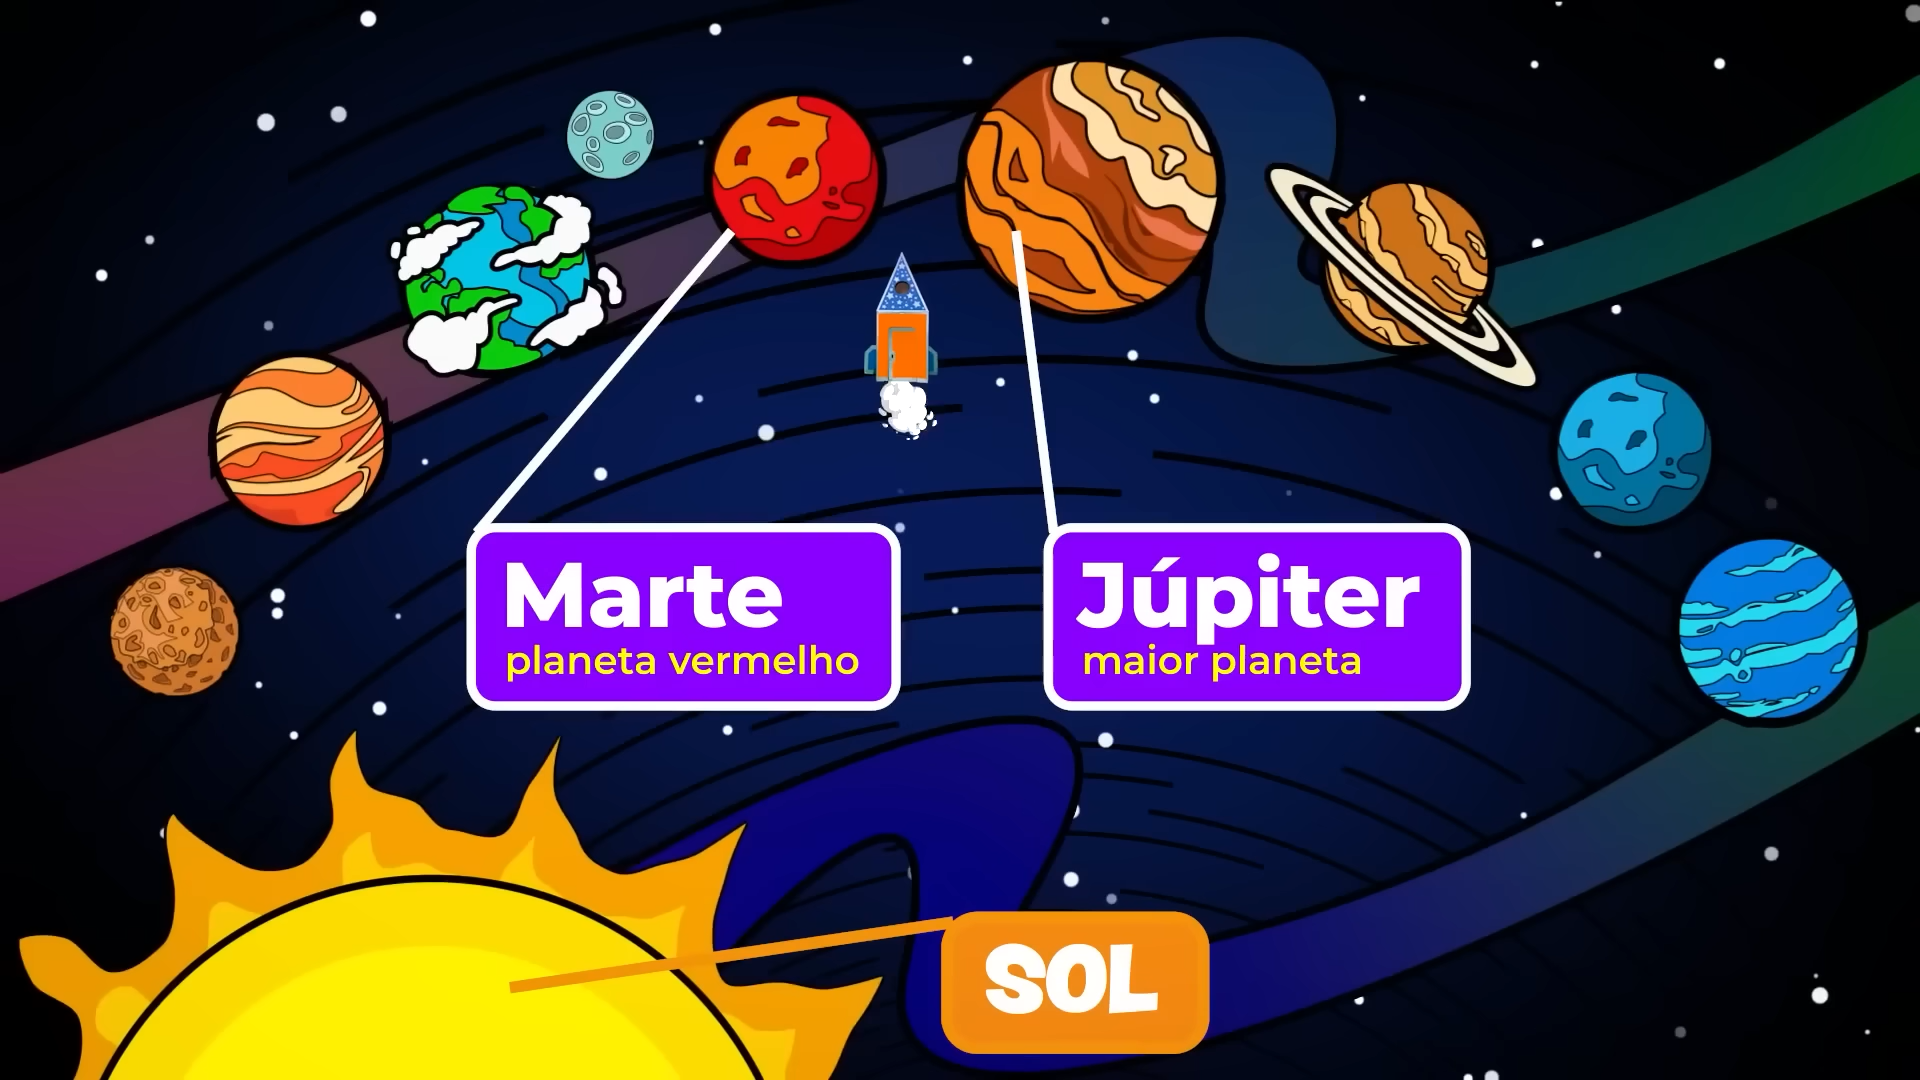 Marte
planeta vermelho
Júpiter
maior planeta
SOL